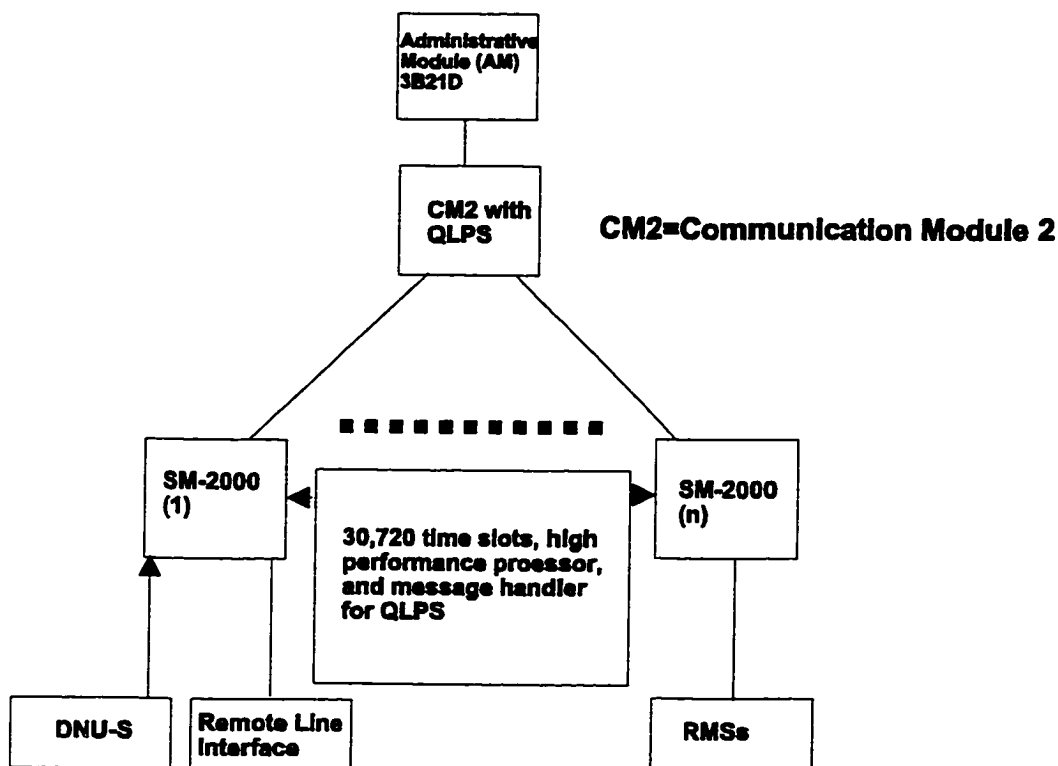 Administrative
Module (AM)
3B21D
CM2 with
QLPS
CM2=Communication Module 2
SM-2000
(1)
30,720 time slots, high
performance proessor,
and message handler
for QLPS
SM-2000
(n)
DNU-S
Remote Line
Interface
RMSs